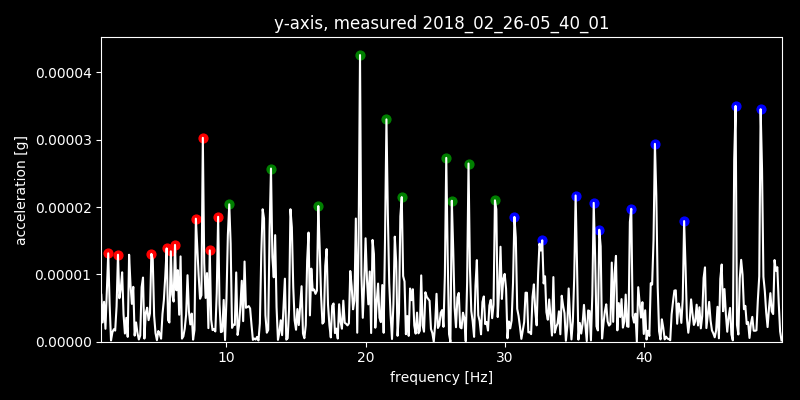 y-axis, measured 2018_02_26-05_40_01
acceleration [g]
0.00004
0.00003
0.00002
0.00001
0.00000
10 20 30 40
frequency [Hz]